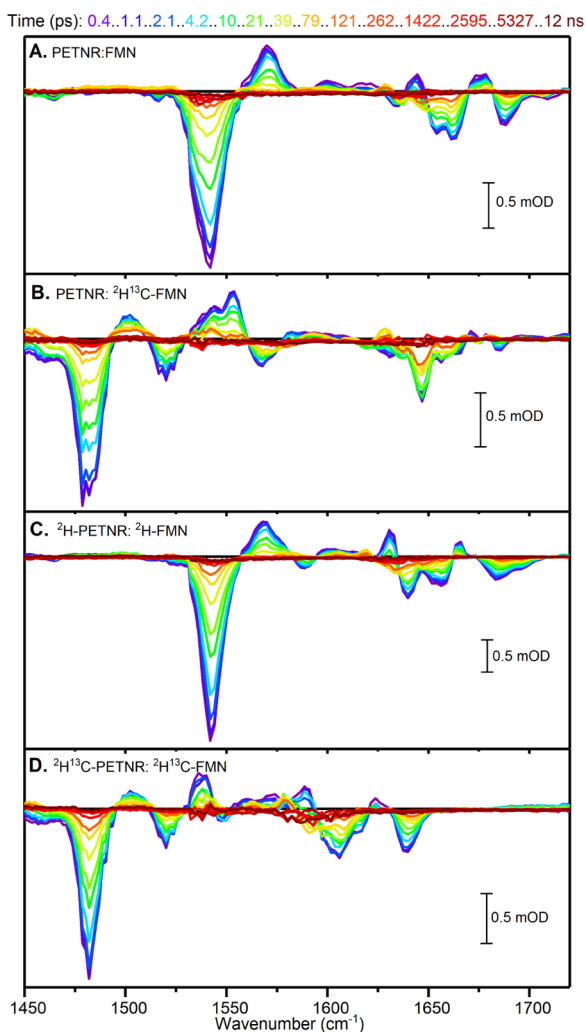 Time (ps): 0.4..1.1..2.1..4.2..10..21..39..79..121..262..1422..2595..5327..12 ns
A. PETNR:FMN
0.5 mOD
B. PETNR: ²H¹³C-FMN
0.5 mOD
C. ²H-PETNR: ²H-FMN
0.5 mOD
D. ²H¹³C-PETNR: ²H¹³C-FMN
0.5 mOD
1450 1500 1550 1600 1650 1700
Wavenumber (cm⁻¹)